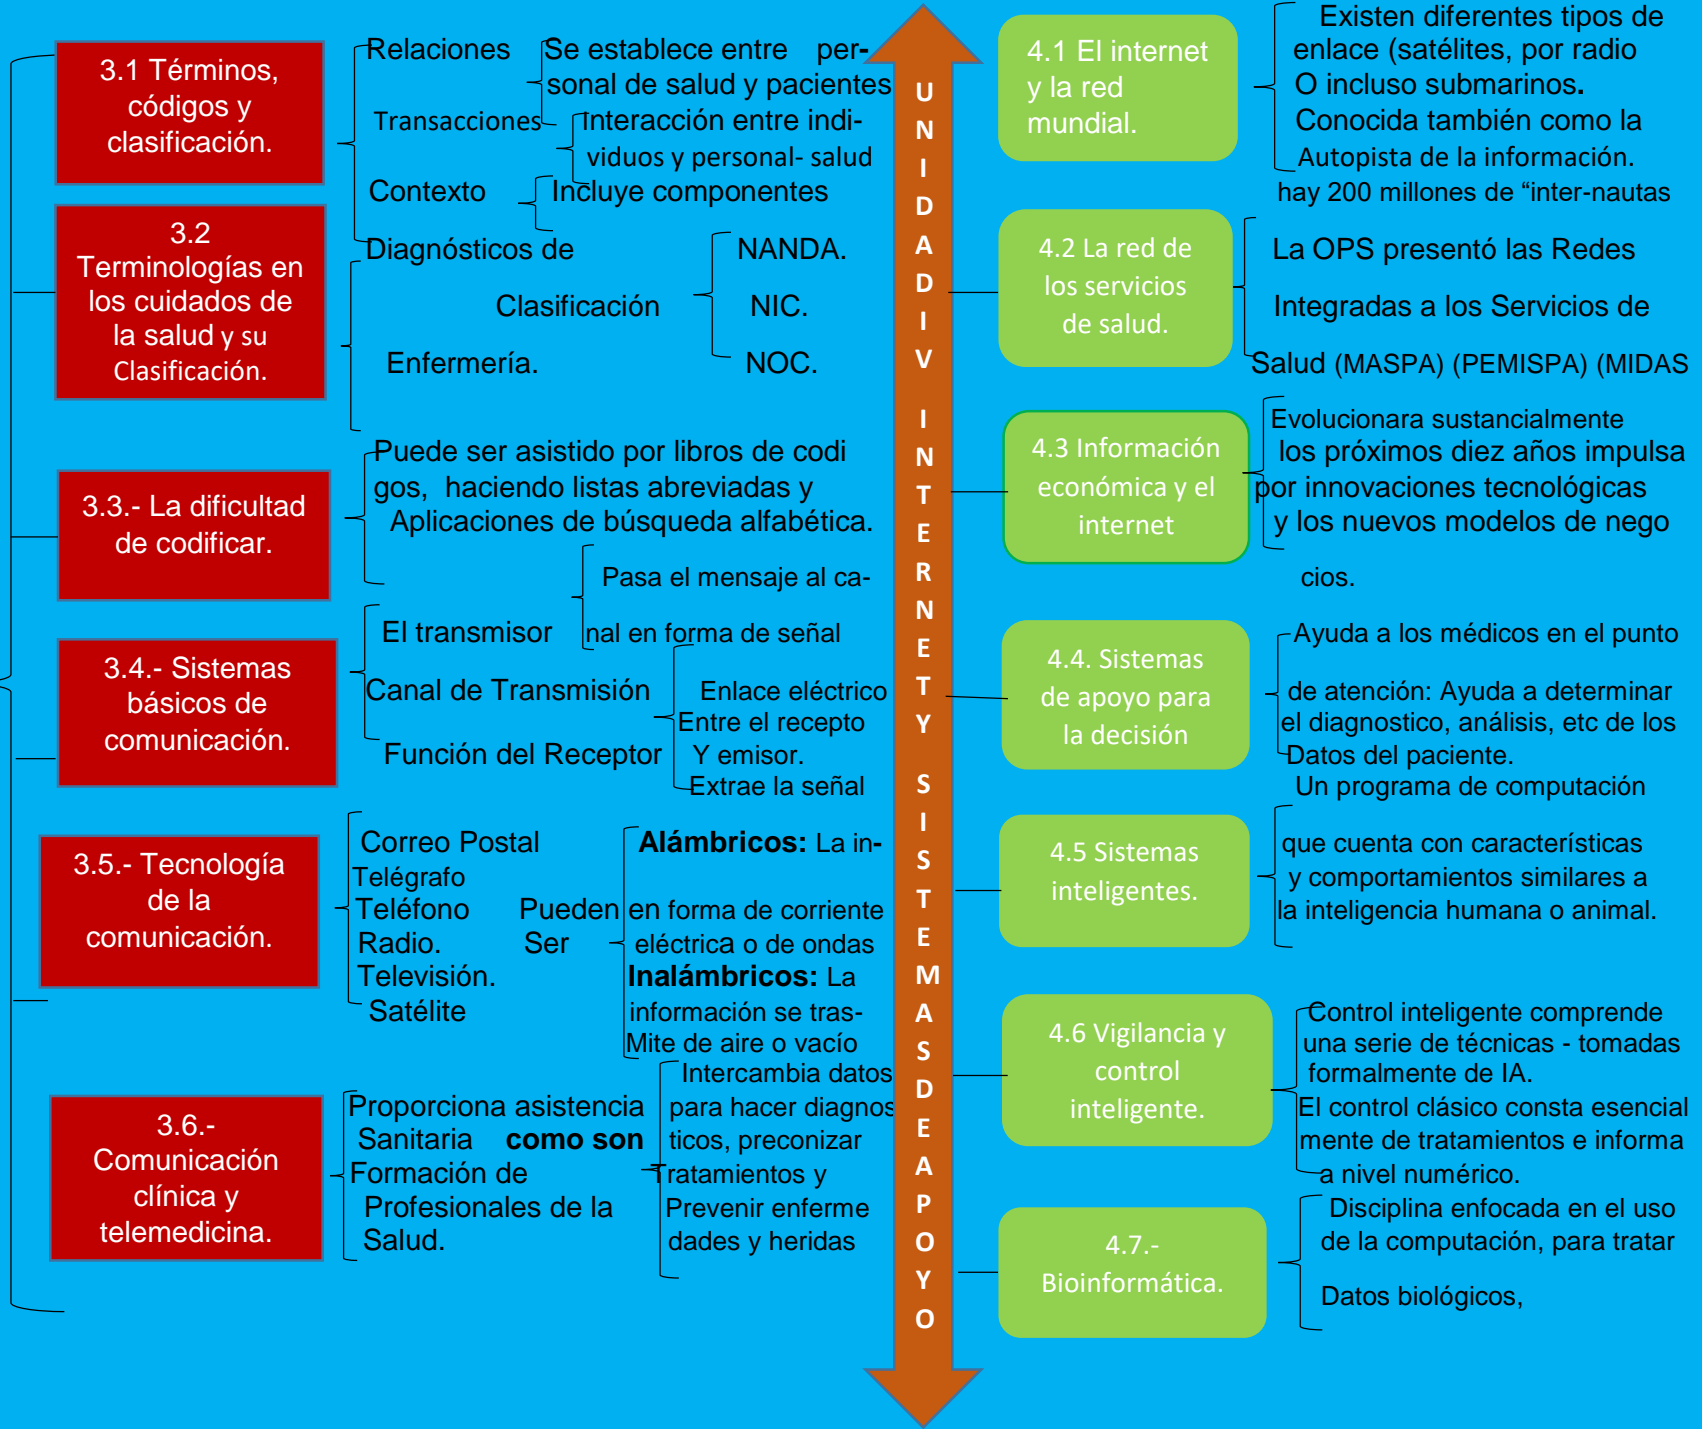 3.1 Términos,
códigos y
clasificación.
Relaciones
Se establece entre per-
sonal de salud y pacientes
Transacciones
Interacción entre indi-
viduos y personal- salud
Contexto
Incluye componentes
3.2
Terminologías en
los cuidados de
la salud y su
Clasificación.
Diagnósticos de
Enfermería.
Clasificación
NANDA.
NIC.
NOC.
3.3.- La dificultad
de codificar.
Puede ser asistido por libros de codi
gos, haciendo listas abreviadas y
Aplicaciones de búsqueda alfabética.
3.4.- Sistemas
básicos de
comunicación.
El transmisor
Pasa el mensaje al ca-
nal en forma de señal
Canal de Transmisión
Enlace eléctrico
Entre el recepto
Y emisor.
Función del Receptor
Extrae la señal
3.5.- Tecnología
de la
comunicación.
Correo Postal
Telégrafo
Teléfono
Radio.
Televisión.
Satélite
Pueden
Ser
Alámbricos: La in-
en forma de corriente
eléctrica o de ondas
Inalámbricos: La
información se tras-
Mite de aire o vacío
3.6.-
Comunicación
clínica y
telemedicina.
Proporciona asistencia
Sanitaria como son
Formación de
Profesionales de la
Salud.
Intercambia datos
para hacer diagnos
ticos, preconizar
Tratamientos y
Prevenir enferme
dades y heridas
UNIDADIV INTERNETY SISTEMASDEAPOYO
4.1 El internet
y la red
mundial.
Existen diferentes tipos de
enlace (satélites, por radio
O incluso submarinos.
Conocida también como la
Autopista de la información.
hay 200 millones de “inter-nautas
4.2 La red de
los servicios
de salud.
La OPS presentó las Redes
Integradas a los Servicios de
Salud (MASPA) (PEMISPA) (MIDAS
4.3 Información
económica y el
internet
Evolucionara sustancialmente
los próximos diez años impulsa
por innovaciones tecnológicas
y los nuevos modelos de nego
cios.
4.4. Sistemas
de apoyo para
la decisión
Ayuda a los médicos en el punto
de atención: Ayuda a determinar
el diagnostico, análisis, etc de los
Datos del paciente.
4.5 Sistemas
inteligentes.
Un programa de computación
que cuenta con características
y comportamientos similares a
la inteligencia humana o animal.
4.6 Vigilancia y
control
inteligente.
Control inteligente comprende
una serie de técnicas - tomadas
formalmente de IA.
El control clásico consta esencial
mente de tratamientos e informa
a nivel numérico.
4.7.-
Bioinformática.
Disciplina enfocada en el uso
de la computación, para tratar
Datos biológicos,